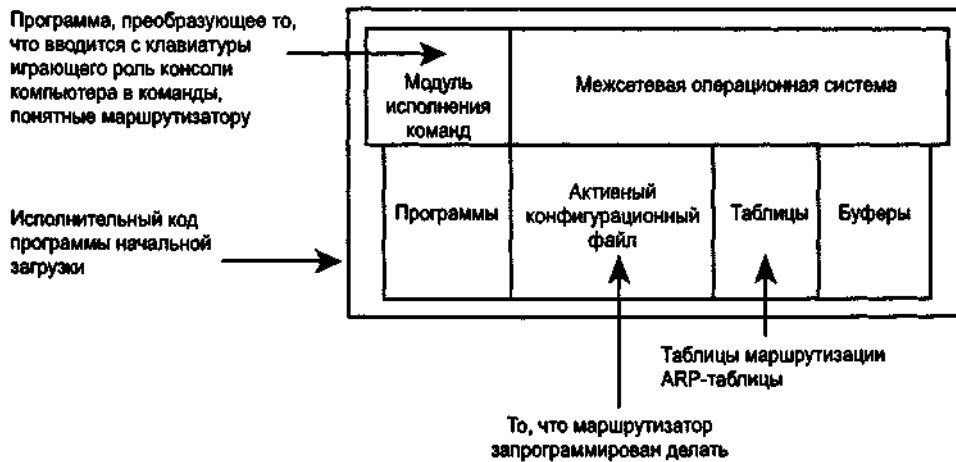 Программа, преобразующее то,
что вводится с клавиатуры
играющего роль консоли
компьютера в команды,
понятные маршрутизатору
Модуль
исполнения
команд
Межсетевая операционная система
Исполнительный код
программы начальной
загрузки
Программы
Активный
конфигурационный
файл
Таблицы
Буферы
Таблицы маршрутизации
ARP-таблицы
То, что маршрутизатор
запрограммирован делать